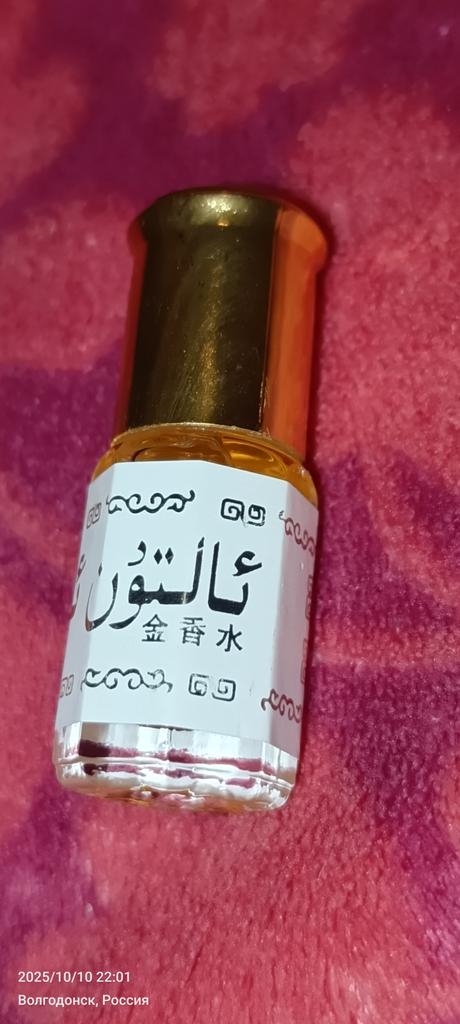 ئالتۇن
金香水
2025/10/10 22:01
Волгодонск, Россия